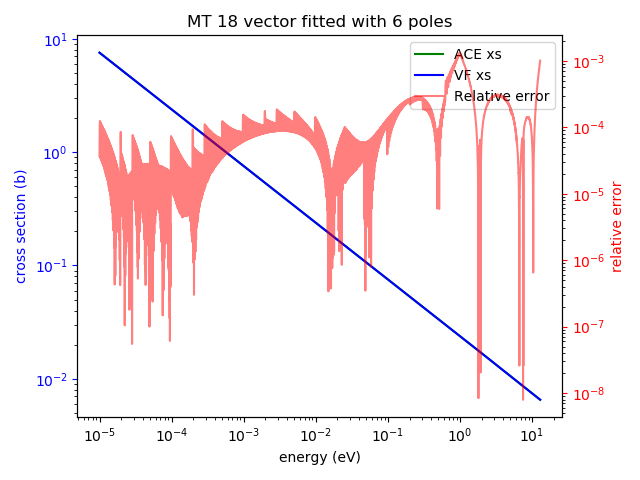 MT 18 vector fitted with 6 poles
ACE xs
VF xs
Relative error
cross section (b)
10^1
10^0
10^-1
10^-2
10^-3
10^-4
10^-5
10^-6
10^-7
10^-8
relative error
10^-5
10^-4
10^-3
10^-2
10^-1
10^0
10^1
energy (eV)